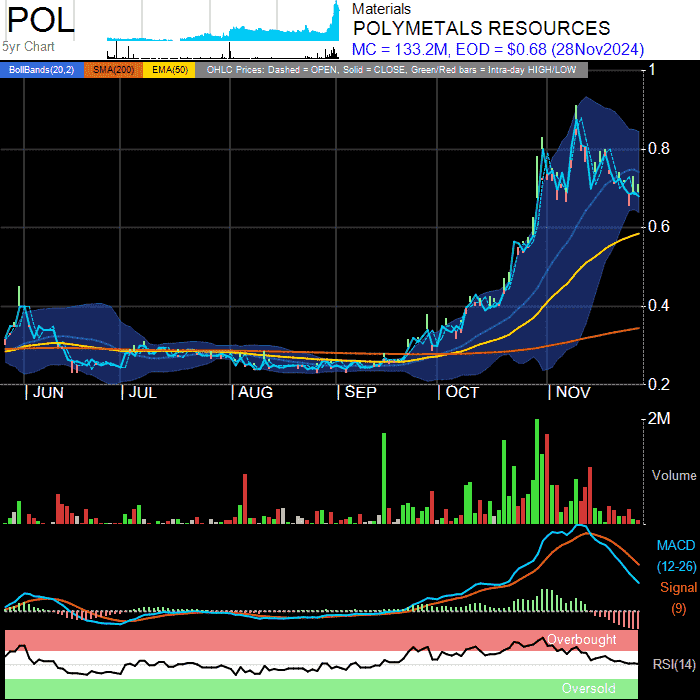 POL
5yr Chart
Materials
POLYMETALS RESOURCES
MC = 133.2M, EOD = $0.68 (28Nov2024)
BollBands(20,2) SMA(200) EMA(50) OHLC Prices: Dashed = OPEN, Solid = CLOSE, Green/Red bars = Intra-day HIGH/LOW
1
0.8
0.6
0.4
0.2
JUN JUL AUG SEP OCT NOV
2M
Volume
MACD
(12-26)
Signal
(9)
Overbought
RSI(14)
Oversold